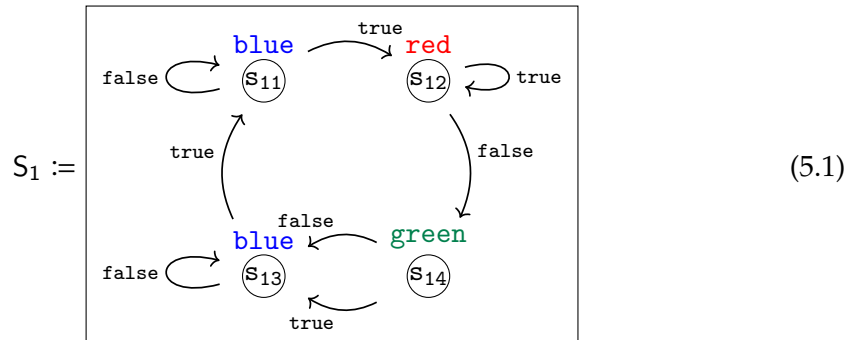 true
blue red
false s₁₁ s₁₂ true
true false
S₁ := (5.1)
false
blue green
false s₁₃ s₁₄
true